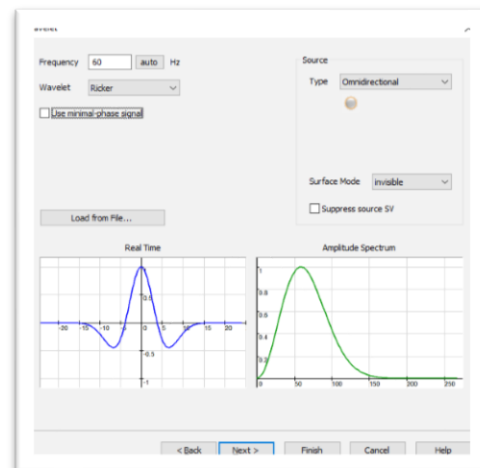 Frequency 60 auto Hz
Wavelet Ricker
Use minimal-phase signal
Load from File...
Source
Type Omnidirectional
Surface Mode invisible
Suppress source SV
Real Time
0.5
-20 -15 -10 -5 0 5 10 15 20
-0.5
-1
Amplitude Spectrum
1
0.8
0.6
0.4
0.2
0 50 100 150 200 250
< Back Next > Finish Cancel Help